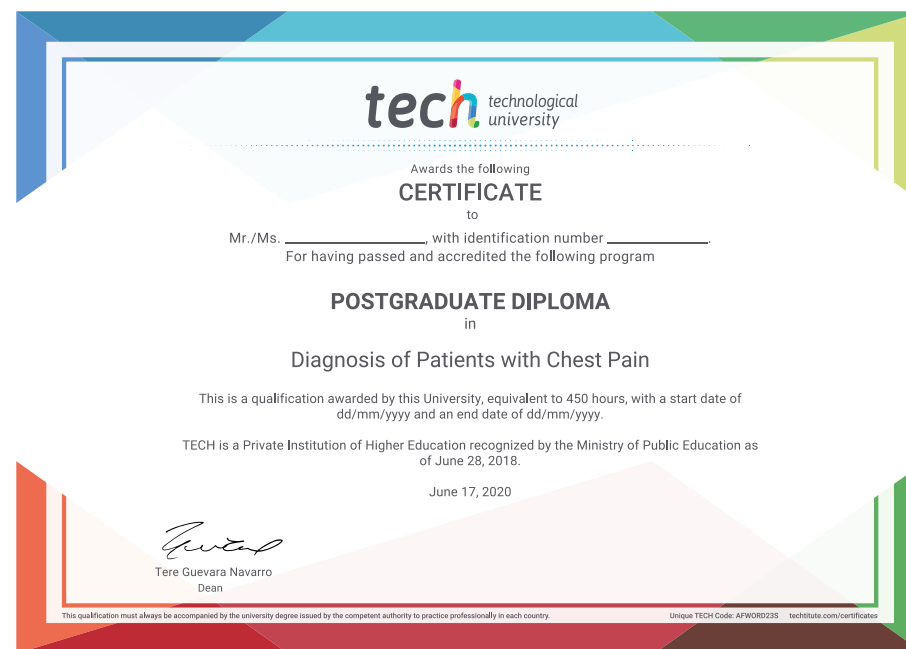 tech technological
university
Awards the following
CERTIFICATE
to
Mr./Ms. ____________________, with identification number ______________.
For having passed and accredited the following program
POSTGRADUATE DIPLOMA
in
Diagnosis of Patients with Chest Pain
This is a qualification awarded by this University, equivalent to 450 hours, with a start date of
dd/mm/yyyy and an end date of dd/mm/yyyy.
TECH is a Private Institution of Higher Education recognized by the Ministry of Public Education as
of June 28, 2018.
June 17, 2020
Tere Guevara Navarro
Dean
This qualification must always be accompanied by the university degree issued by the competent authority to practice professionally in each country.
Unique TECH Code: AFWORD23S techtitute.com/certificates